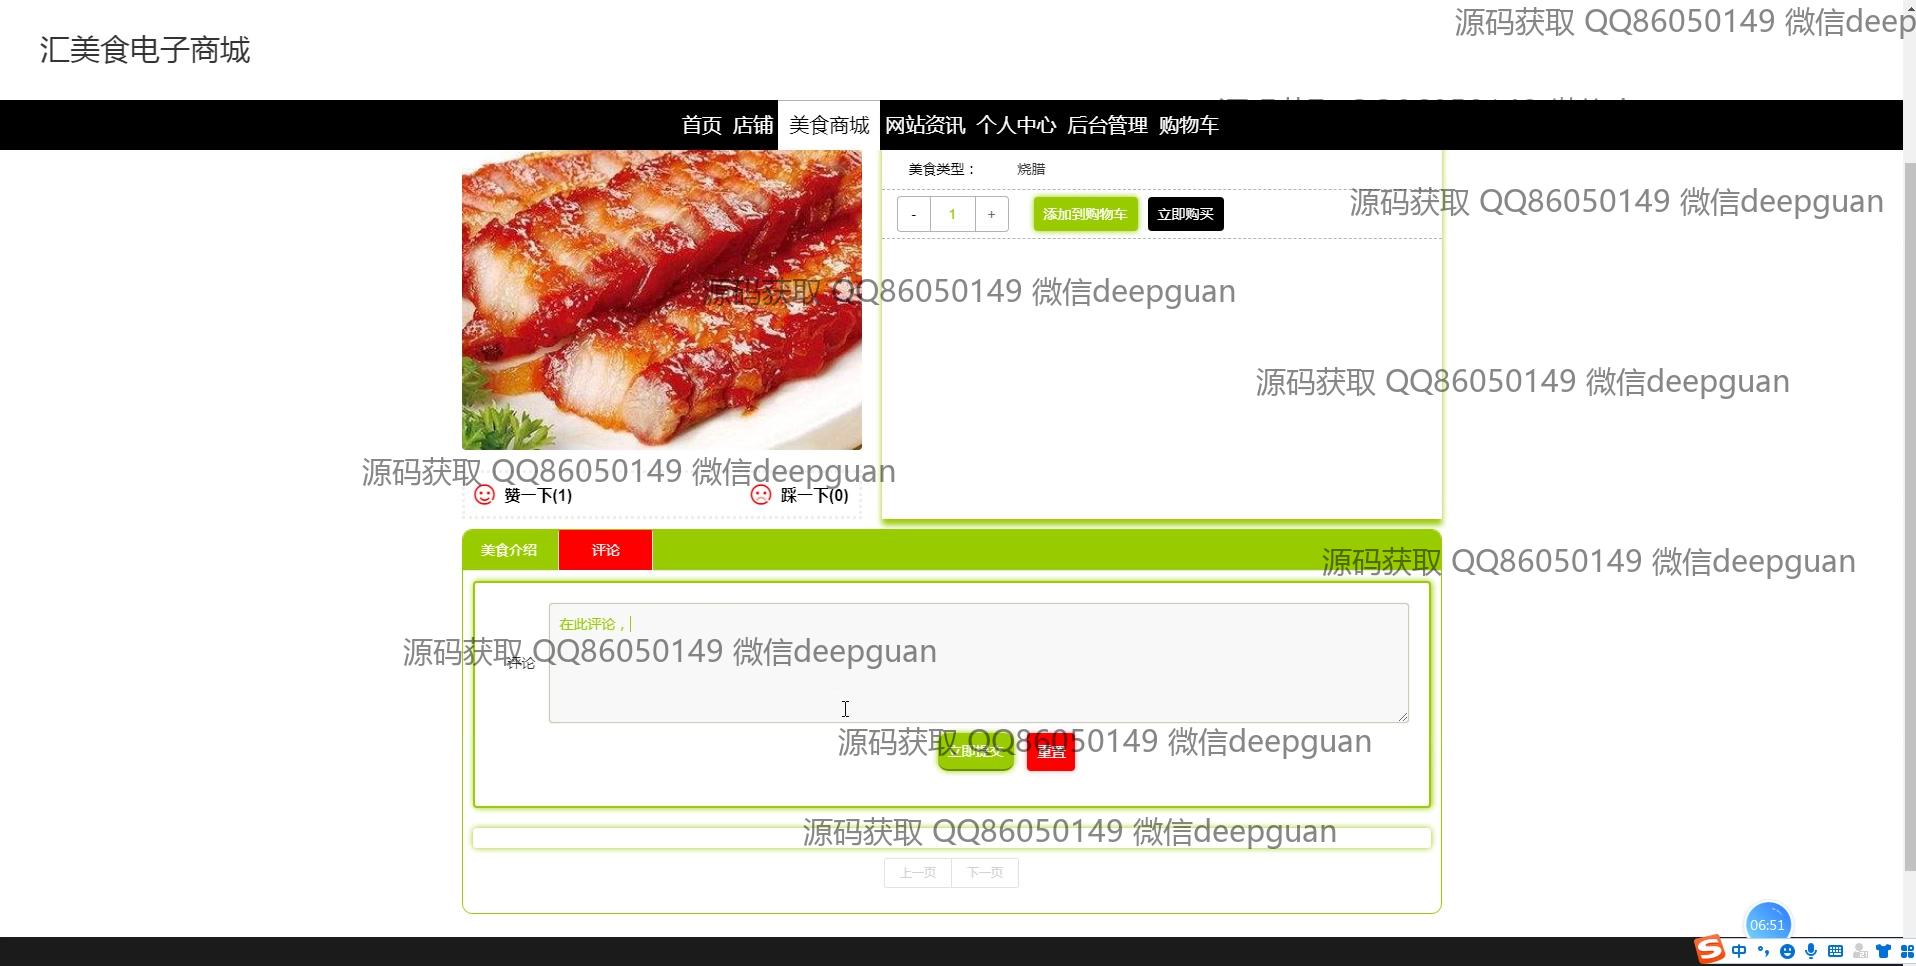 源码获取 QQ86050149 微信deep
汇美食电子商城
首页 店铺 美食商城 网站资讯 个人中心 后台管理 购物车
美食类型： 烧腊
源码获取 QQ86050149 微信deepguan
- 1 + 添加到购物车 立即购买
源码获取 QQ86050149 微信deepguan
源码获取 QQ86050149 微信deepguan
源码获取 QQ86050149 微信deepguan
赞一下(1) 踩一下(0)
美食介绍 评论
源码获取 QQ86050149 微信deepguan
在此评论，
源码获取 QQ86050149 微信deepguan
评论
源码获取 QQ86050149 微信deepguan
立即提交 重置
源码获取 QQ86050149 微信deepguan
上一页 下一页
06:51
中